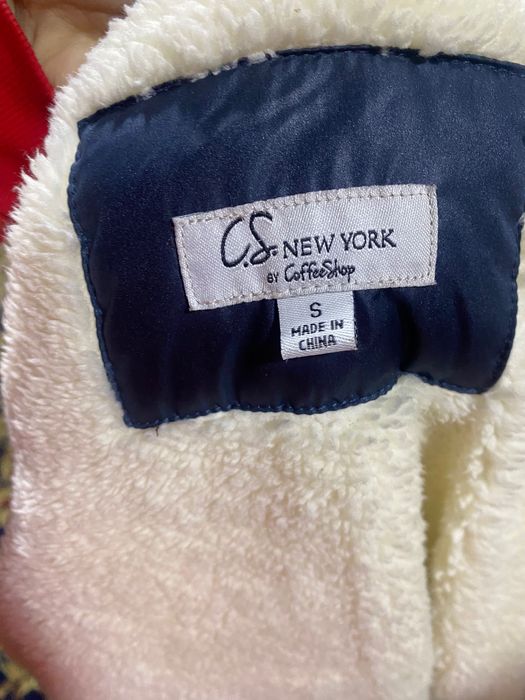 C.S. NEW YORK
BY CoffeeShop
S
MADE IN
CHINA